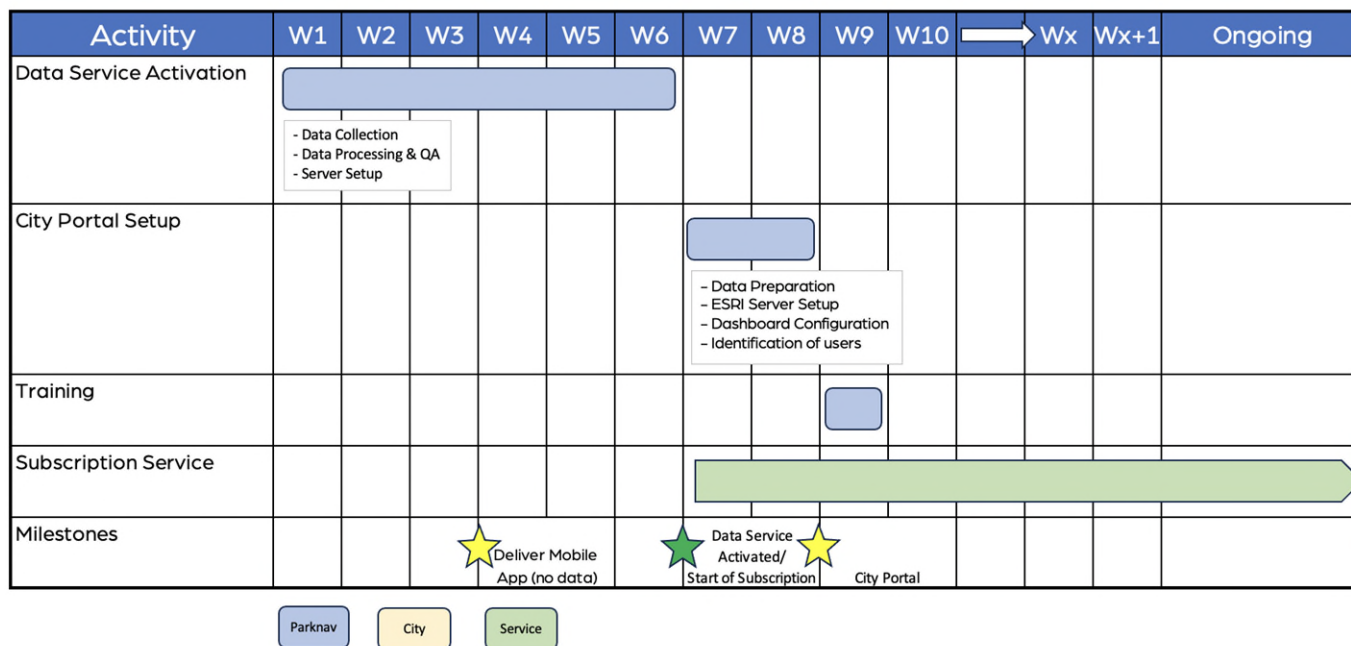 Activity W1 W2 W3 W4 W5 W6 W7 W8 W9 W10 Wx Wx+1 Ongoing
Data Service Activation
- Data Collection
- Data Processing & QA
- Server Setup
City Portal Setup
- Data Preparation
- ESRI Server Setup
- Dashboard Configuration
- Identification of users
Training
Subscription Service
Milestones
Deliver Mobile
App (no data)
Data Service
Activated/
Start of Subscription
City Portal
Parknav City Service